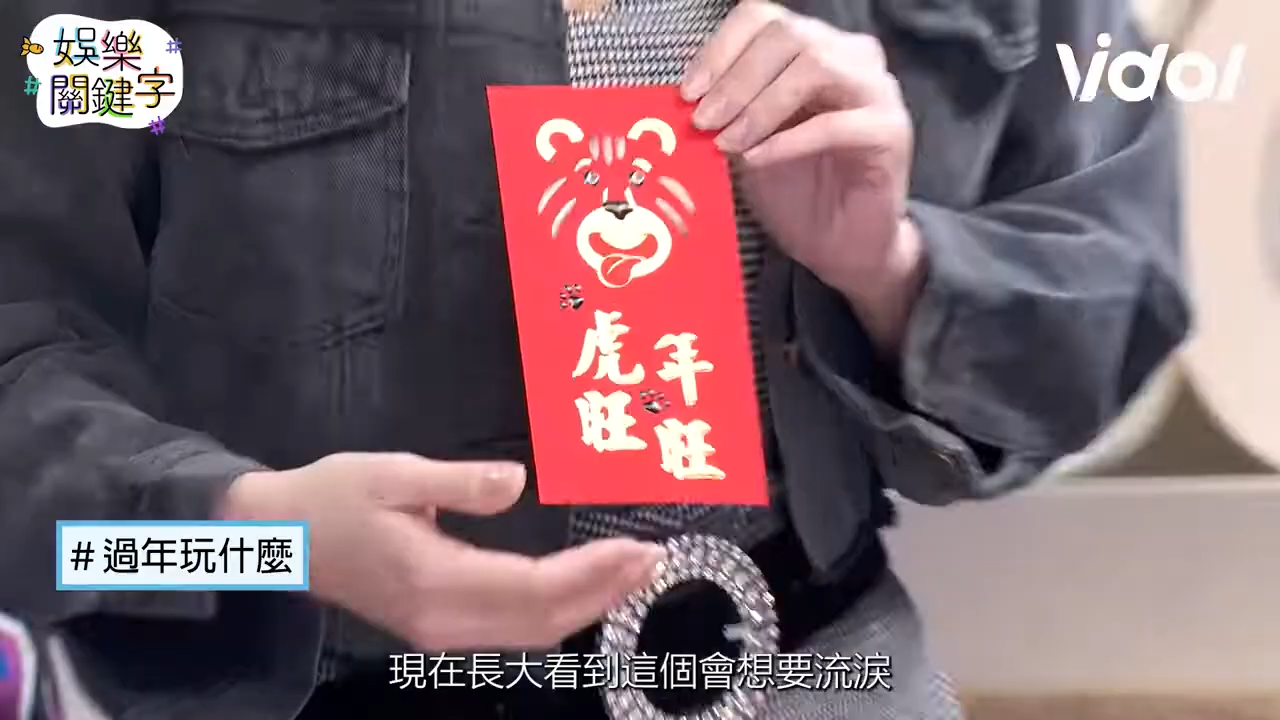 娛樂
關鍵字
Vidol
虎年
旺旺
#過年玩什麼
現在長大看到這個會想要流淚